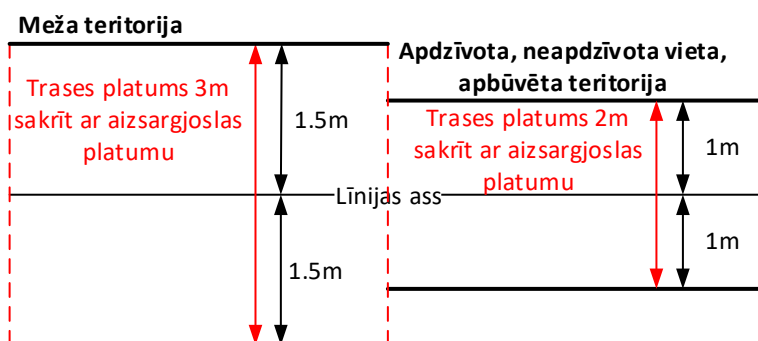 Meža teritorija
Trases platums 3m
sakrīt ar aizsargjoslas
platumu
1.5m
1.5m
Līnijas ass
Apdzīvota, neapdzīvota vieta,
apbūvēta teritorija
Trases platums 2m
sakrīt ar aizsargjoslas
platumu
1m
1m